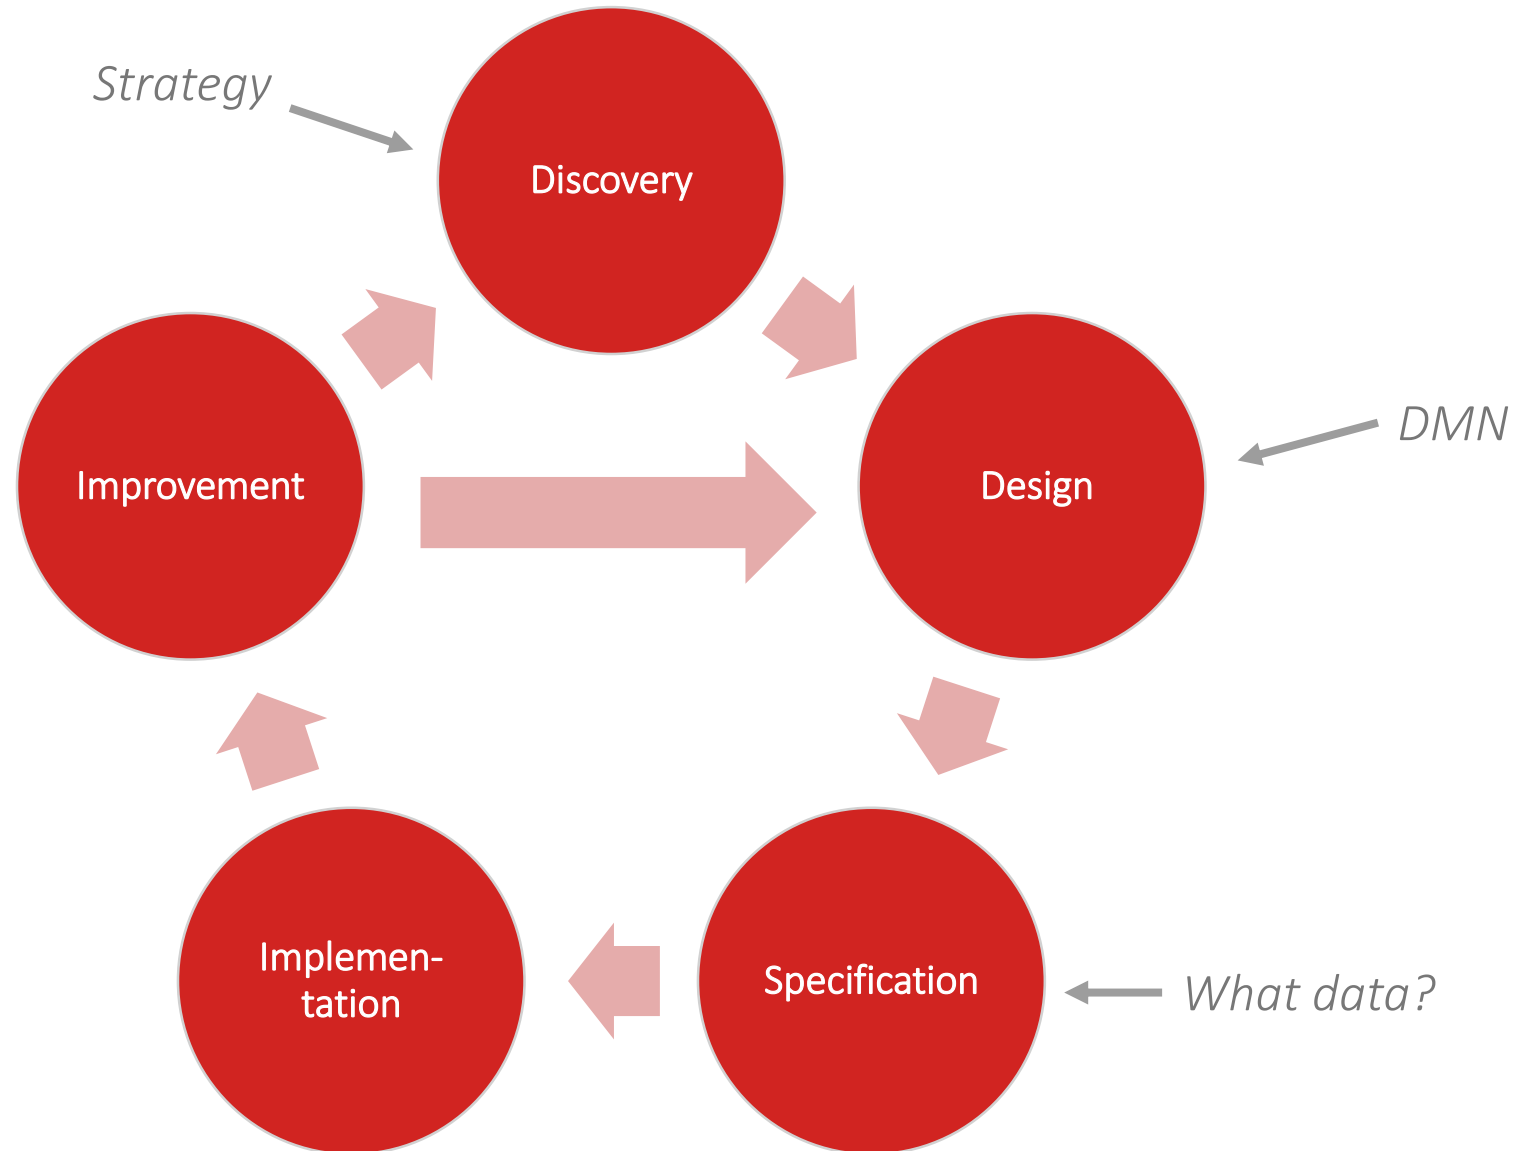 Strategy
Discovery
DMN
Improvement
Design
Implemen-
tation
Specification
What data?